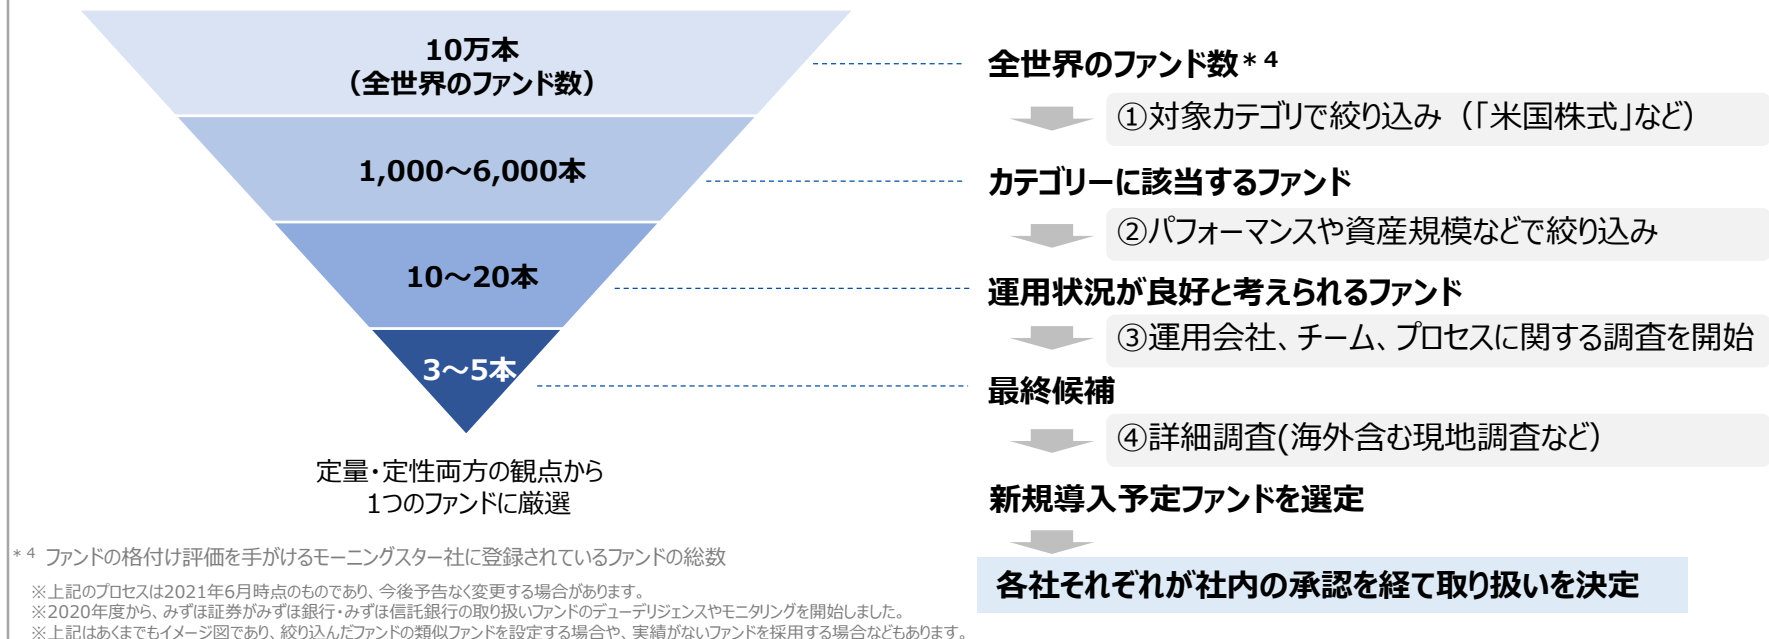 10万本
（全世界のファンド数）
1,000～6,000本
10～20本
3～5本
定量・定性両方の観点から
1つのファンドに厳選
全世界のファンド数*4
①対象カテゴリで絞り込み（「米国株式」など）
カテゴリーに該当するファンド
②パフォーマンスや資産規模などで絞り込み
運用状況が良好と考えられるファンド
③運用会社、チーム、プロセスに関する調査を開始
最終候補
④詳細調査(海外含む現地調査など)
新規導入予定ファンドを選定
各社それぞれが社内の承認を経て取り扱いを決定
*4 ファンドの格付け評価を手がけるモーニングスター社に登録されているファンドの総数
※上記のプロセスは2021年6月時点のものであり、今後予告なく変更する場合があります。
※2020年度から、みずほ証券がみずほ銀行・みずほ信託銀行の取り扱いファンドのデューデリジェンスやモニタリングを開始しました。
※上記はあくまでもイメージ図であり、絞り込んだファンドの類似ファンドを設定する場合や、実績がないファンドを採用する場合などもあります。